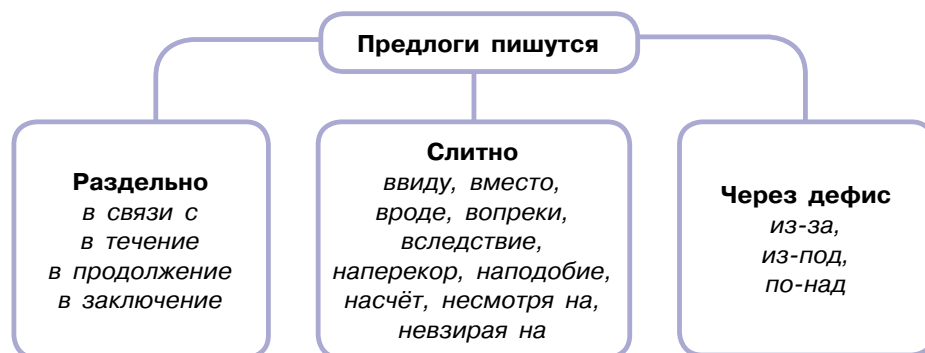 Предлоги пишутся
Раздельно
в связи с
в течение
в продолжение
в заключение
Слитно
ввиду, вместо,
вроде, вопреки,
вследствие,
наперекор, наподобие,
насчёт, несмотря на,
невзирая на
Через дефис
из-за,
из-под,
по-над